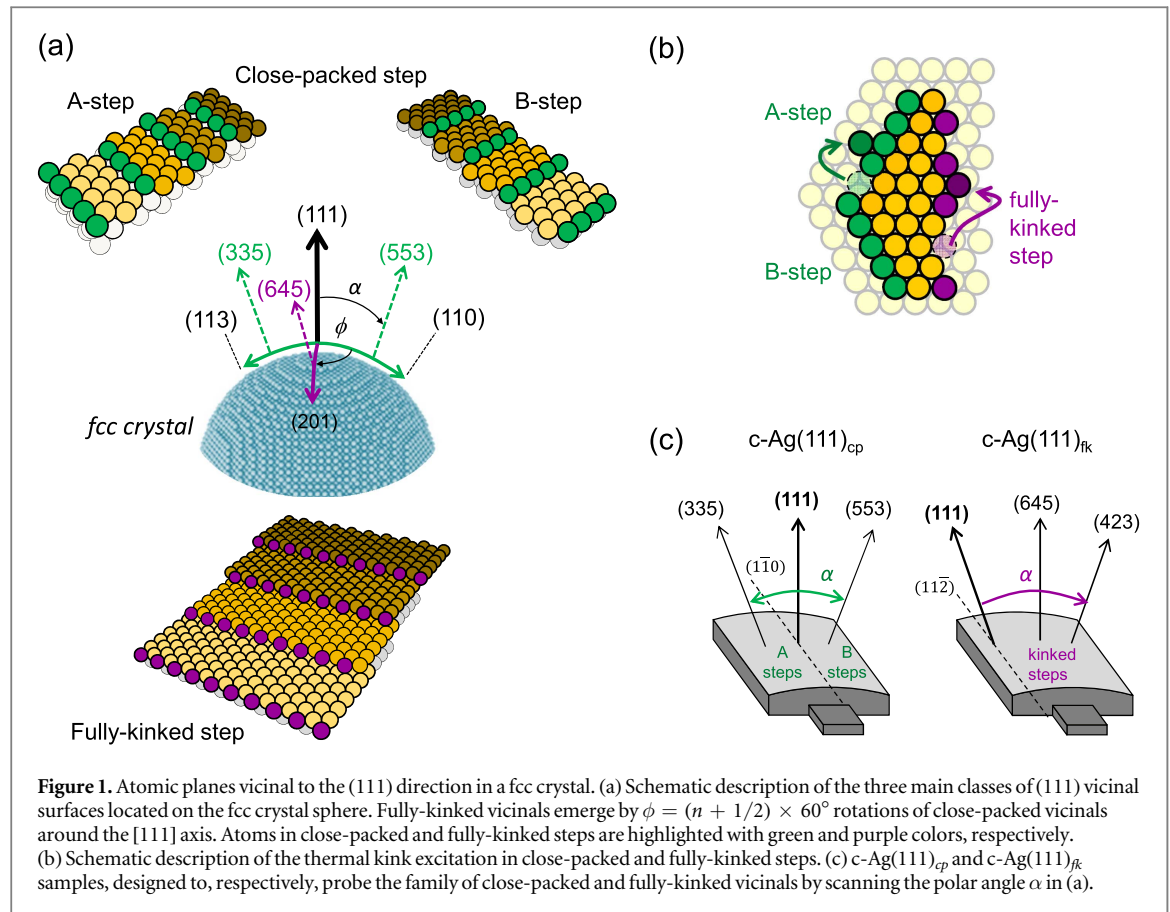 (a)
Close-packed step
A-step
B-step
(111)
(335)
(553)
(645)
α
(113)
ϕ
(110)
fcc crystal
(201)
Fully-kinked step
(b)
A-step
fully-
kinked
step
B-step
(c)
c-Ag(111)cp
c-Ag(111)fk
(335)
(111)
(553)
(111)
(645)
(423)
(11̅0)
α
(112̅)
α
A
steps
B
steps
kinked
steps
Figure 1. Atomic planes vicinal to the (111) direction in a fcc crystal. (a) Schematic description of the three main classes of (111) vicinal
surfaces located on the fcc crystal sphere. Fully-kinked vicinals emerge by ϕ = (n + 1/2) × 60° rotations of close-packed vicinals
around the [111] axis. Atoms in close-packed and fully-kinked steps are highlighted with green and purple colors, respectively.
(b) Schematic description of the thermal kink excitation in close-packed and fully-kinked steps. (c) c-Ag(111)cp and c-Ag(111)fk
samples, designed to, respectively, probe the family of close-packed and fully-kinked vicinals by scanning the polar angle α in (a).